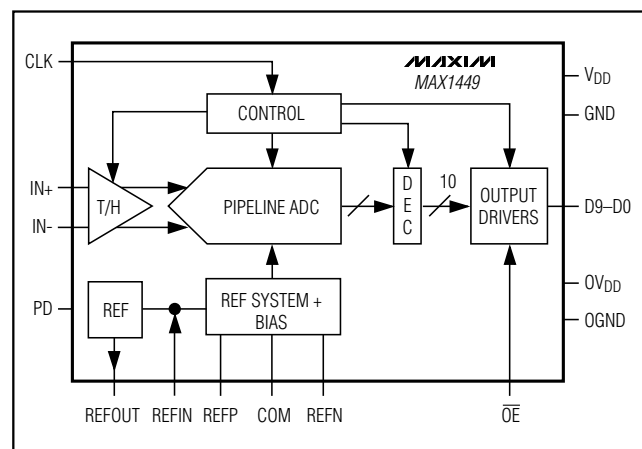 CLK
MAXIM
MAX1449
VDD
GND
CONTROL
IN+
IN-
T/H
PIPELINE ADC
DEC
10
OUTPUT
DRIVERS
D9–D0
PD
REF
REF SYSTEM +
BIAS
OVDD
OGND
REFOUT
REFIN
REFP
COM
REFN
O̅E̅